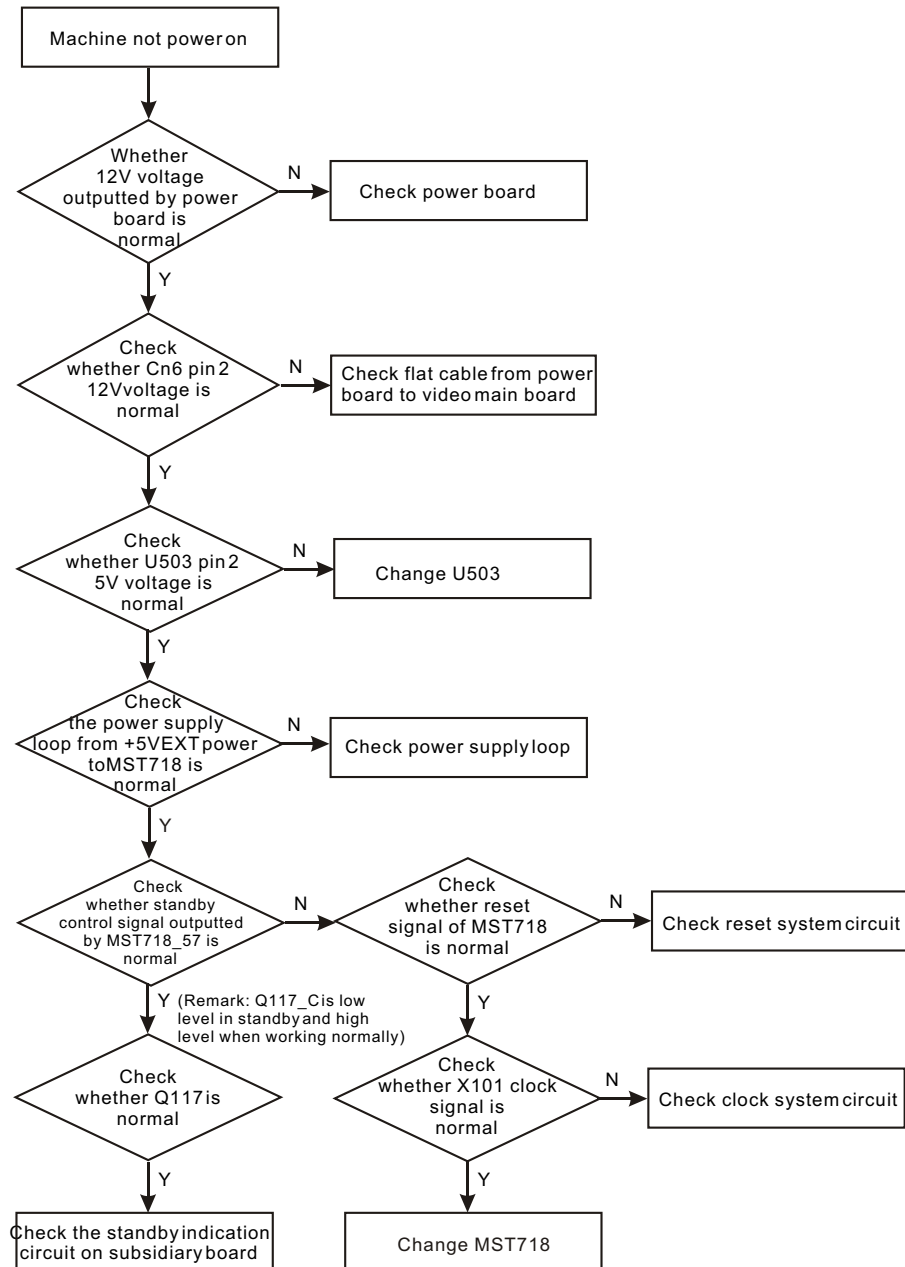 Machine not power on
Whether
12V voltage
outputted by power
board is
normal
N
Check power board
Y
Check
whether Cn6 pin 2
12V voltage is
normal
N
Check flat cable from power
board to video main board
Y
Check
whether U503 pin 2
5V voltage is
normal
N
Change U503
Y
Check
the power supply
loop from +5VEXT power
to MST718 is
normal
N
Check power supply loop
Y
Check
whether standby
control signal outputted
by MST718_57 is
normal
N
Check
whether reset
signal of MST718
is normal
N
Check reset system circuit
Y
(Remark: Q117_C is low
level in standby and high
level when working normally)
Y
Check
whether Q117 is
normal
Check
whether X101 clock
signal is
normal
N
Check clock system circuit
Y
Y
Check the standby indication
circuit on subsidiary board
Change MST718